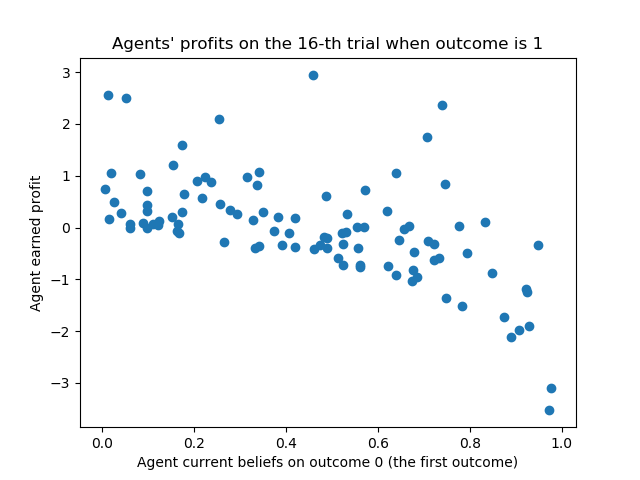 Agents' profits on the 16-th trial when outcome is 1
3
2
1
0
−1
−2
−3
Agent earned profit
0.0 0.2 0.4 0.6 0.8 1.0
Agent current beliefs on outcome 0 (the first outcome)